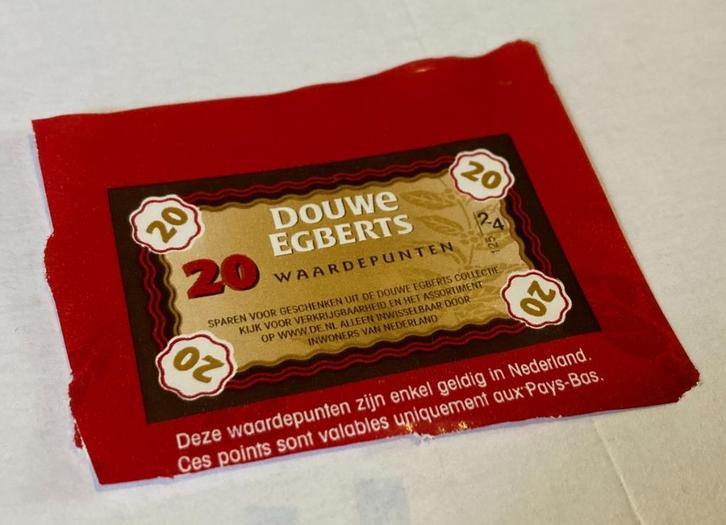 20
20
DOUWE
EGBERTS
2-4
125
20 WAARDEPUNTEN
SPAREN VOOR GESCHENKEN UIT DE DOUWE EGBERTS COLLECTIE
KIJK VOOR VERKRIJGBAARHEID EN HET ASSORTIMENT
OP WWW.DE.NL ALLEEN INWISSELBAAR DOOR
INWONERS VAN NEDERLAND
20
20
Deze waardepunten zijn enkel geldig in Nederland.
Ces points sont valables uniquement aux Pays-Bas.